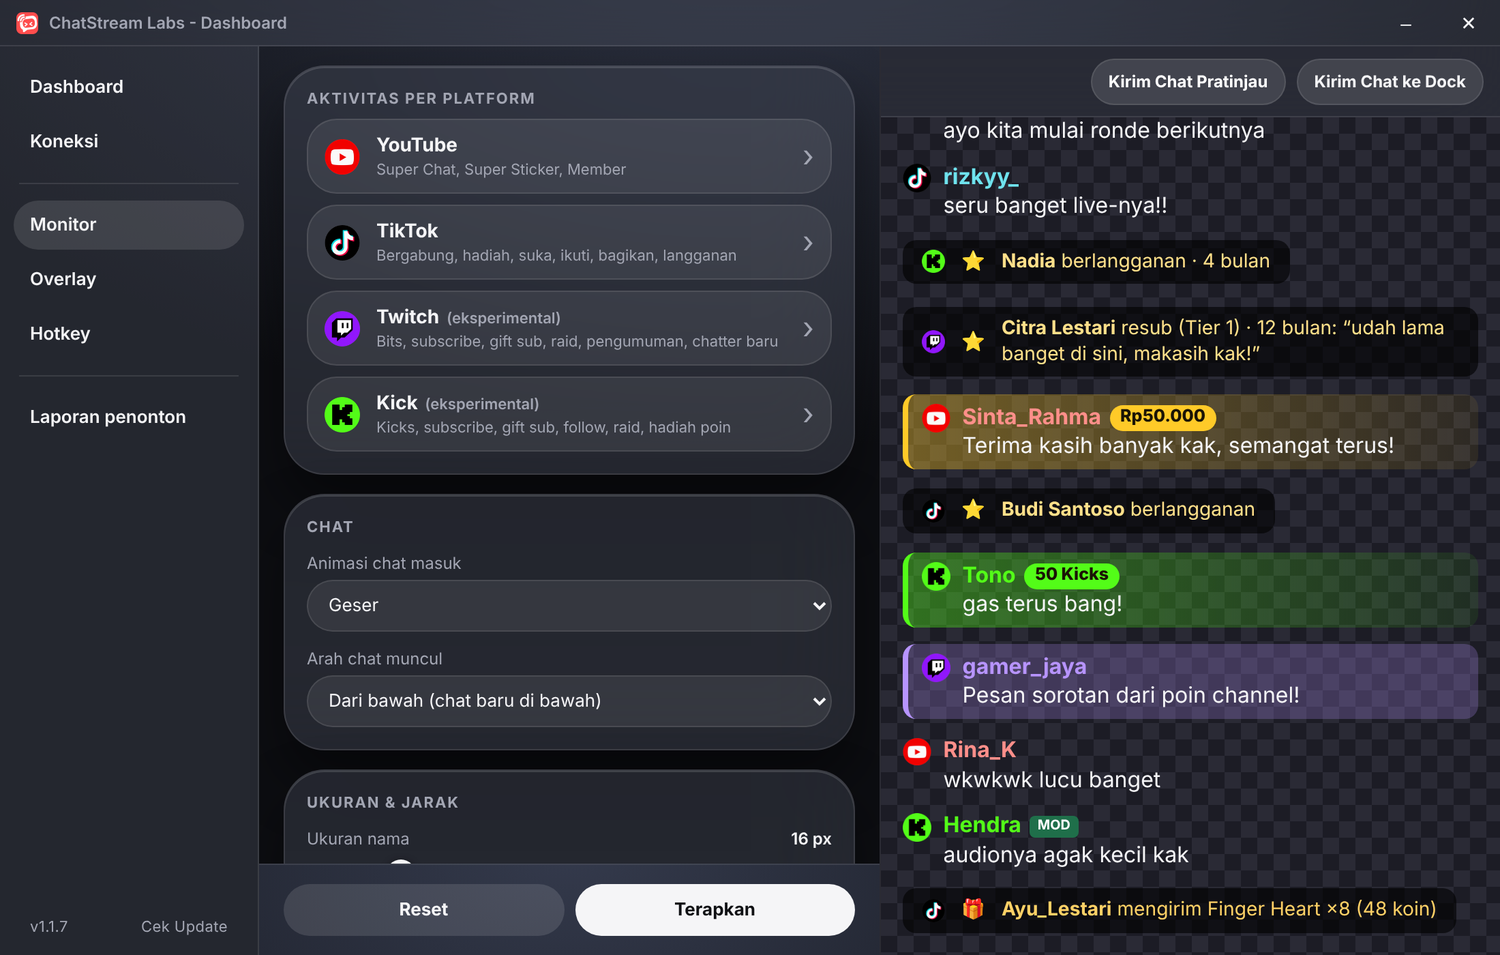 ChatStream Labs - Dashboard
Dashboard
Koneksi
Monitor
Overlay
Hotkey
Laporan penonton
v1.1.7
Cek Update
AKTIVITAS PER PLATFORM
YouTube
Super Chat, Super Sticker, Member
TikTok
Bergabung, hadiah, suka, ikuti, bagikan, langganan
Twitch (eksperimental)
Bits, subscribe, gift sub, raid, pengumuman, chatter baru
Kick (eksperimental)
Kicks, subscribe, gift sub, follow, raid, hadiah poin
CHAT
Animasi chat masuk
Geser
Arah chat muncul
Dari bawah (chat baru di bawah)
UKURAN & JARAK
Ukuran nama 16 px
Reset
Terapkan
Kirim Chat Pratinjau
Kirim Chat ke Dock
ayo kita mulai ronde berikutnya
rizkyy_
seru banget live-nya!!
Nadia berlangganan · 4 bulan
Citra Lestari resub (Tier 1) · 12 bulan: “udah lama
banget di sini, makasih kak!”
Sinta_Rahma Rp50.000
Terima kasih banyak kak, semangat terus!
Budi Santoso berlangganan
Tono 50 Kicks
gas terus bang!
gamer_jaya
Pesan sorotan dari poin channel!
Rina_K
wkwkwk lucu banget
Hendra MOD
audionya agak kecil kak
Ayu_Lestari mengirim Finger Heart ×8 (48 koin)